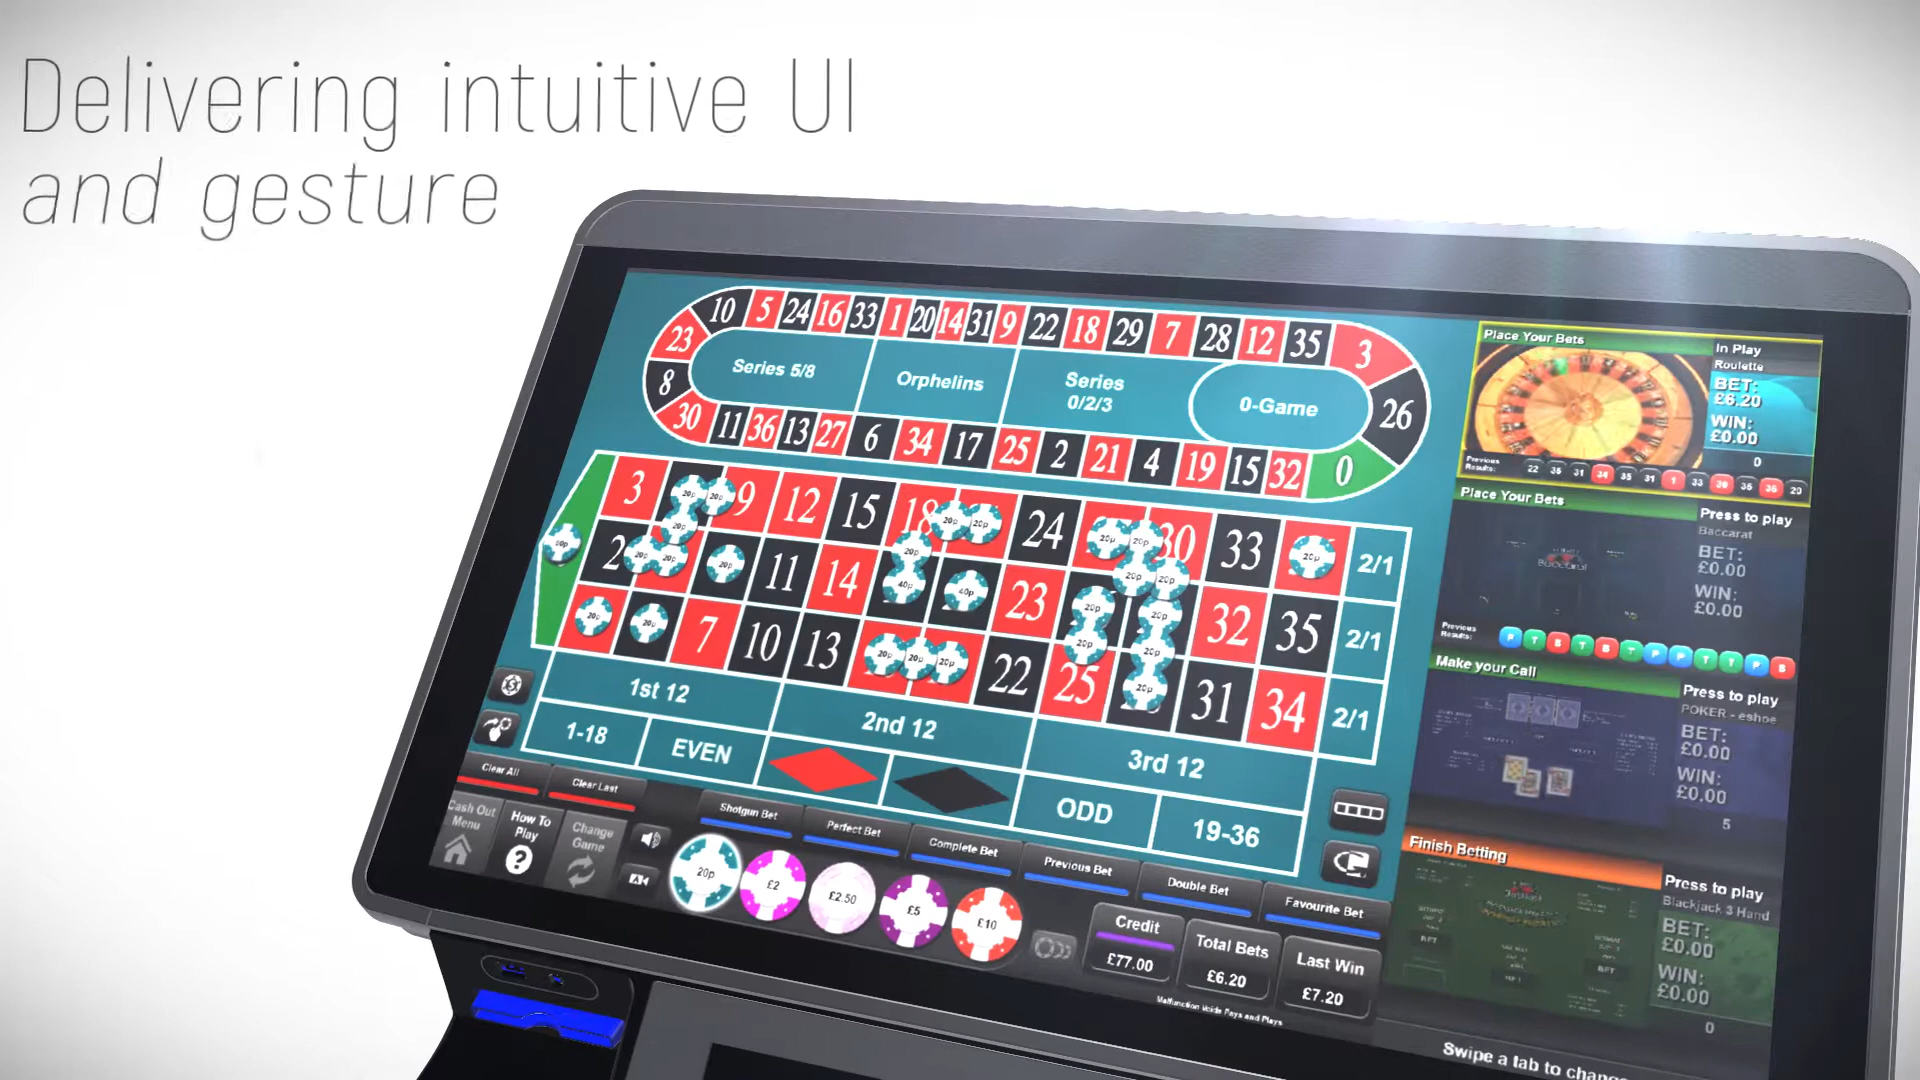 Delivering intuitive UI
and gesture
10 5 24 16 33 1 20 14 31 9 22 18 29 7 28 12 35 3
23
8
26
Series 5/8
Orphelins
Series
0/2/3
0-Game
30 11 36 13 27 6 34 17 25 2 21 4 19 15 32 0
3 9 12 15 18 24 30 33 2/1
2 11 14 23 32 35 2/1
7 10 13 22 25 31 34 2/1
1st 12
2nd 12
3rd 12
1-18
EVEN
ODD
19-36
Clear All
Clear Last
Shotgun Bet
Perfect Bet
Complete Bet
Previous Bet
Double Bet
Favourite Bet
Cash Out
Menu
How To
Play
?
Change
Game
20p
£2
£2.50
£5
£10
Credit
£77.00
Total Bets
£6.20
Last Win
£7.20
Malfunction Voids Pays and Plays
Place Your Bets
In Play
Roulette
BET:
£6.20
WIN:
£0.00
0
Previous
Results:
Place Your Bets
Press to play
Baccarat
BET:
£0.00
WIN:
£0.00
Previous
Results:
P T B T B T P P T T P B
Make your Call
Press to play
POKER - eshoe
BET:
£0.00
WIN:
£0.00
5
Finish Betting
Press to play
Blackjack 3 Hand
BET:
£0.00
WIN:
£0.00
0
Swipe a tab to change